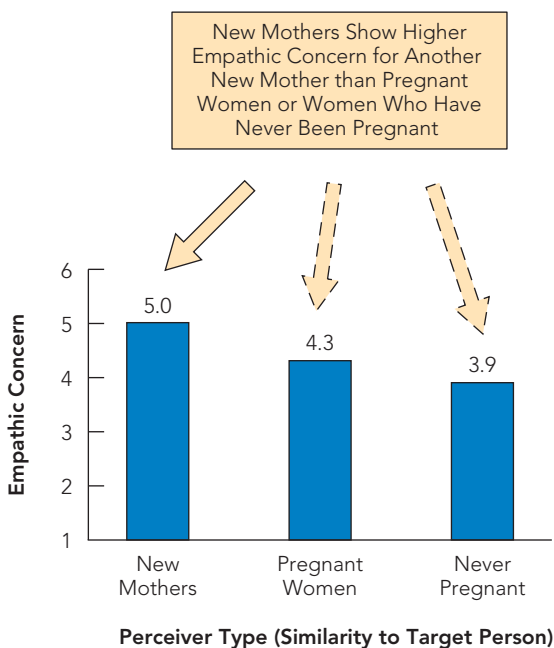 New Mothers Show Higher
Empathic Concern for Another
New Mother than Pregnant
Women or Women Who Have
Never Been Pregnant
6
5
4
3
2
1
Empathic Concern
5.0
4.3
3.9
New
Mothers
Pregnant
Women
Never
Pregnant
Perceiver Type (Similarity to Target Person)